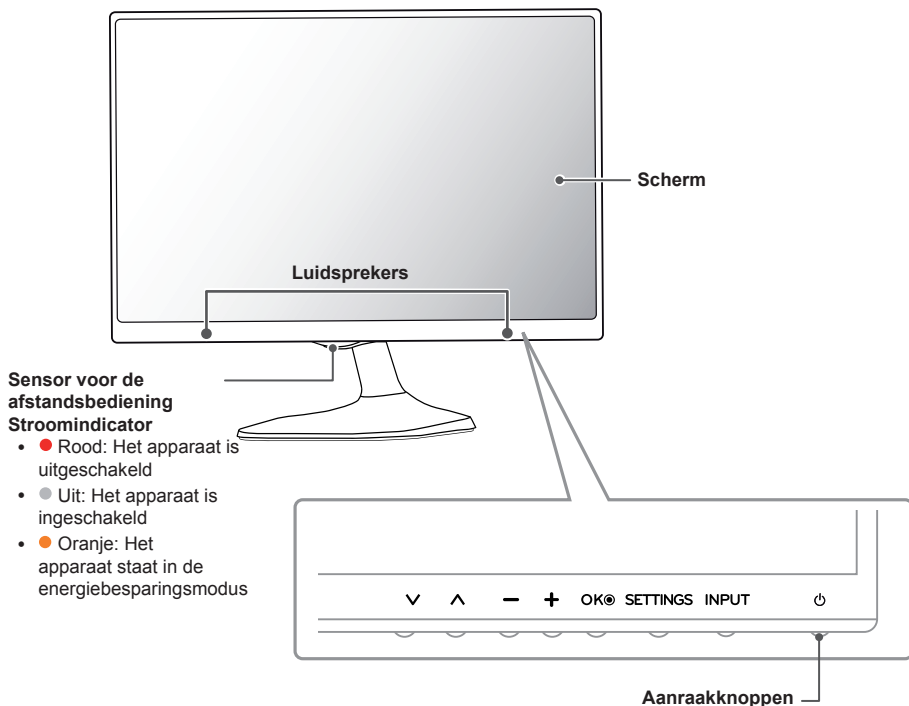 Scherm
Luidsprekers
Sensor voor de
afstandsbediening
Stroomindicator
• Rood: Het apparaat is
uitgeschakeld
• Uit: Het apparaat is
ingeschakeld
• Oranje: Het
apparaat staat in de
energiebesparingsmodus
OK SETTINGS INPUT
Aanraakknoppen